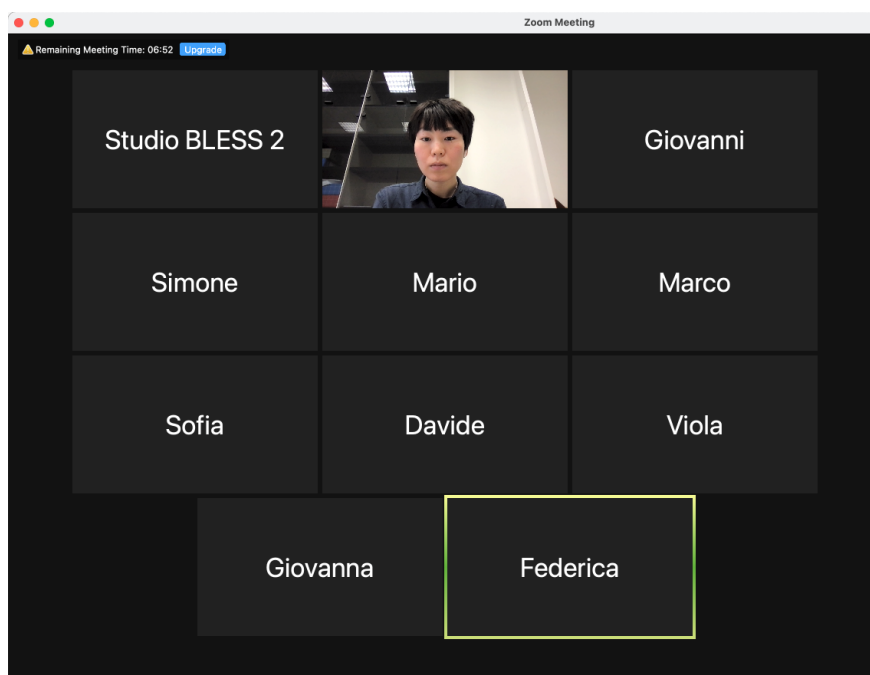 Zoom Meeting
Remaining Meeting Time: 06:52 Upgrade
Studio BLESS 2
Giovanni
Simone
Mario
Marco
Sofia
Davide
Viola
Giovanna
Federica